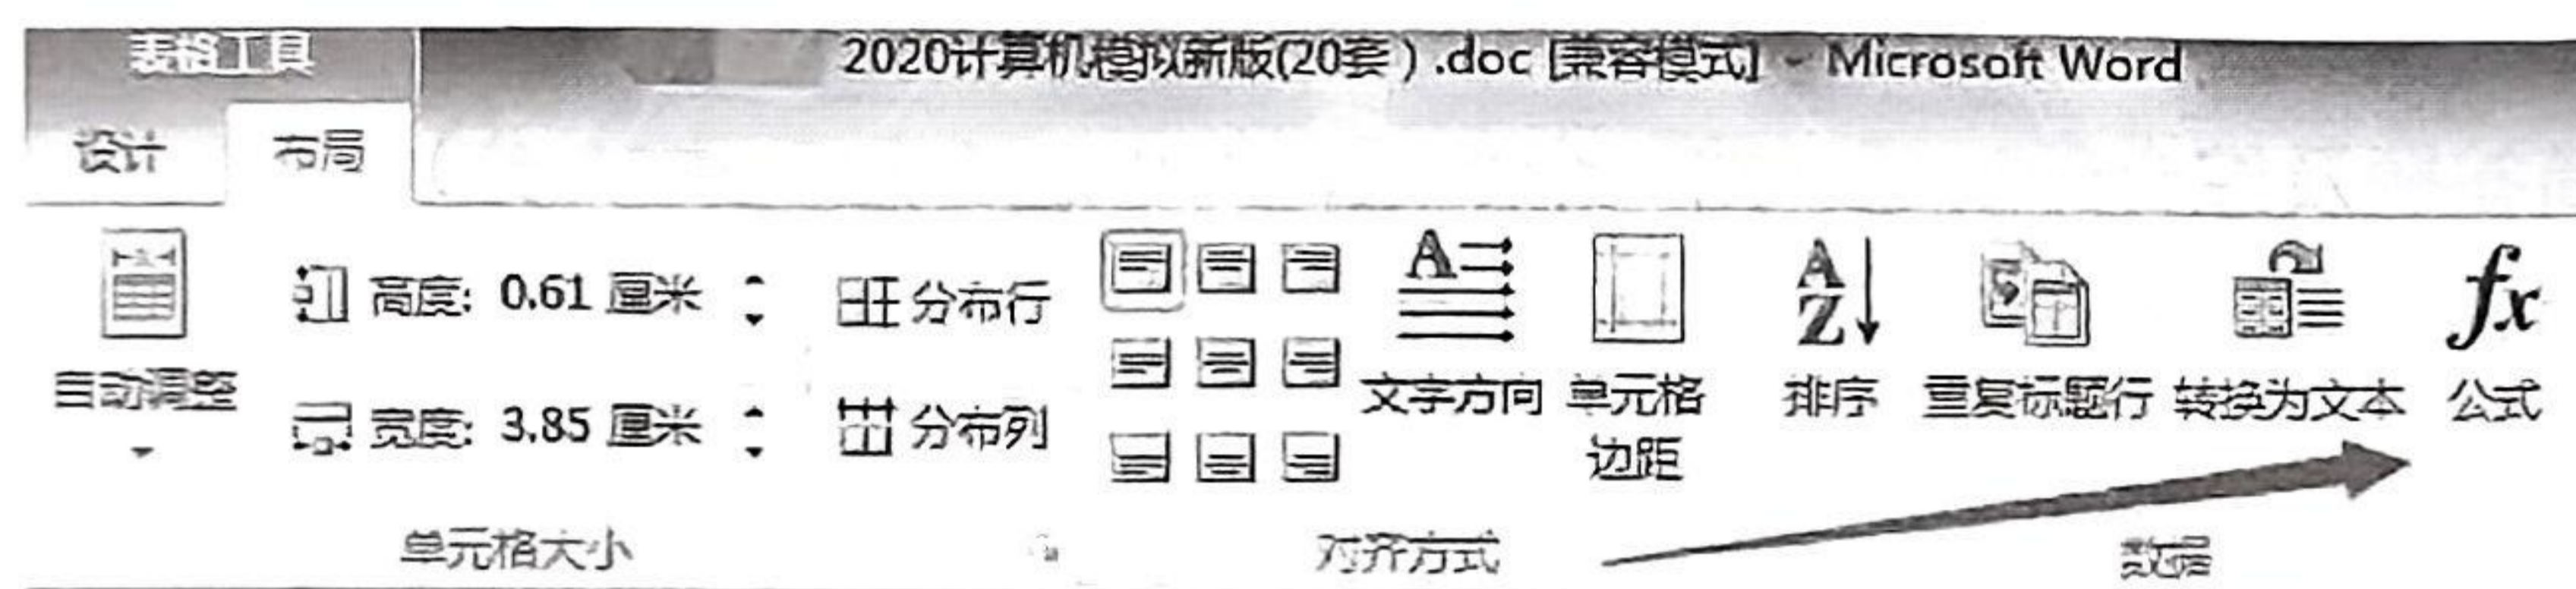 表格工具
2020计算机模拟新版(20套).doc [兼容模式] - Microsoft Word
设计 布局
高度: 0.61 厘米
分布行
自动调整
宽度: 3.85 厘米
分布列
文字方向
单元格
边距
排序
重复标题行
转换为文本
fx
公式
单元格大小
对齐方式
数据